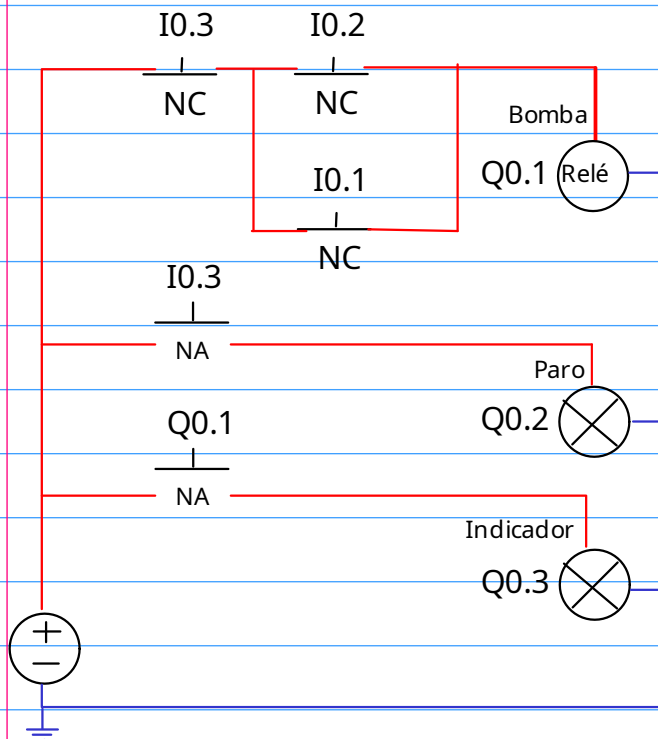 I0.3 I0.2
NC NC
Bomba
Q0.1 Relé
I0.1
NC
I0.3
NA
Paro
Q0.2
Q0.1
NA
Indicador
Q0.3
+
−